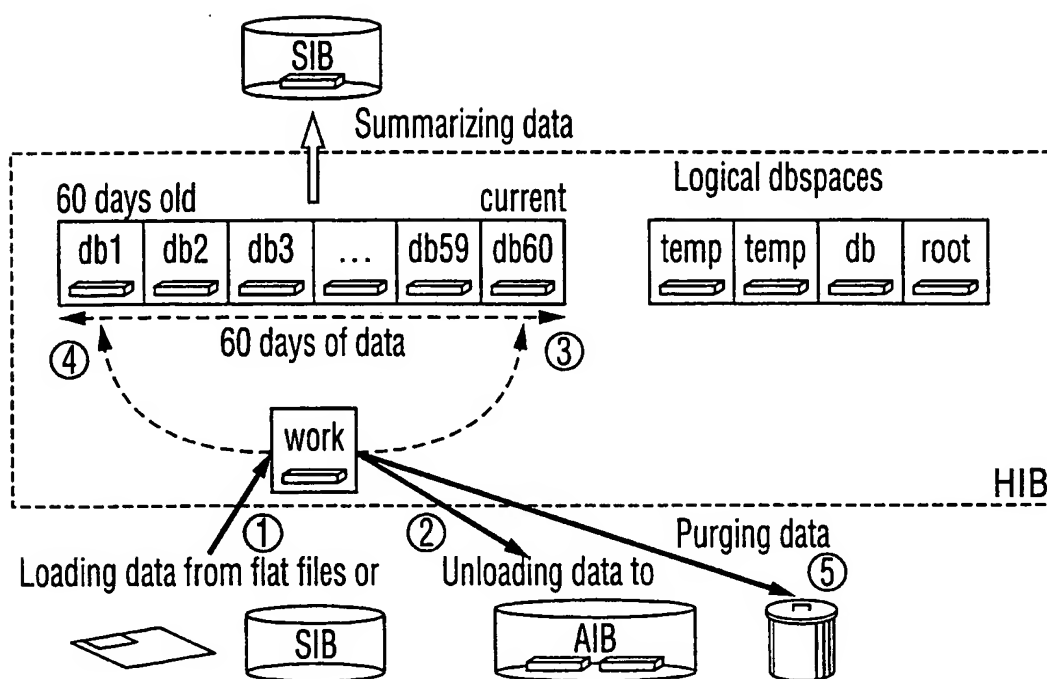 SIB
Summarizing data
60 days old current Logical dbspaces
db1 db2 db3 ... db59 db60 temp temp db root
④ 60 days of data ③
work
HIB
① ② Purging data
Loading data from flat files or Unloading data to ⑤
SIB AIB